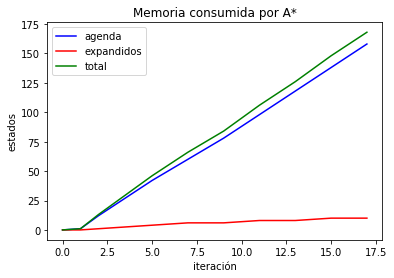 Memoria consumida por A*
agenda
expandidos
total
175
150
125
100
75
50
25
0
estados
0.0 2.5 5.0 7.5 10.0 12.5 15.0 17.5
iteración